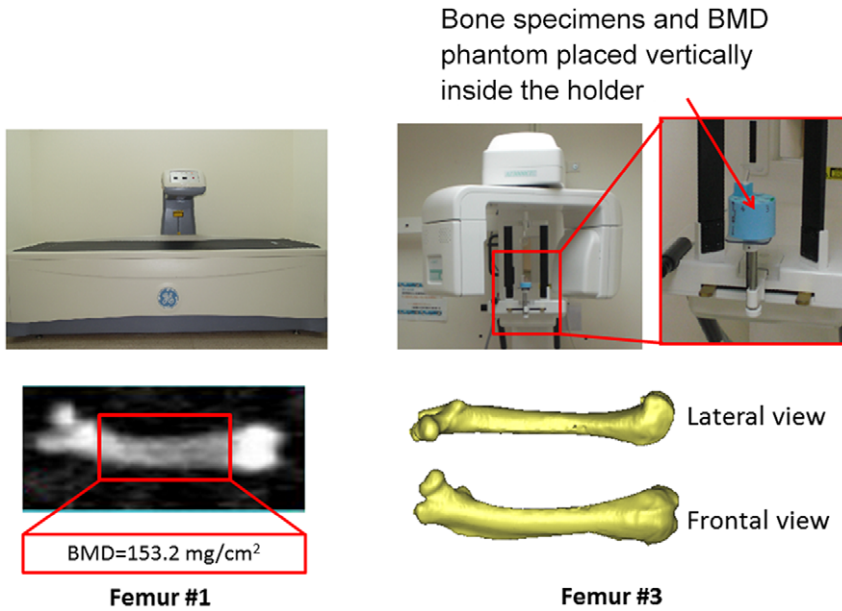 Bone specimens and BMD
phantom placed vertically
inside the holder
Lateral view
BMD=153.2 mg/cm²
Frontal view
Femur #1
Femur #3